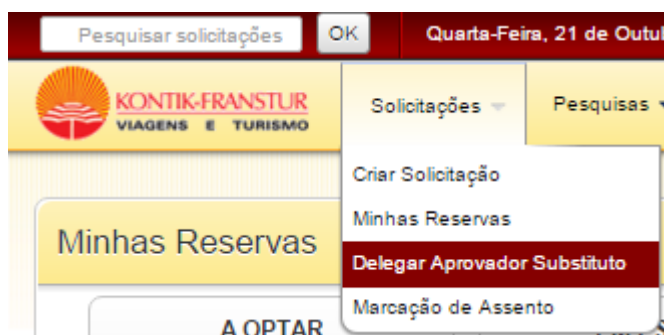 Pesquisar solicitações OK Quarta-Feira, 21 de
KONTIK-FRANSTUR
VIAGENS E TURISMO
Solicitações Pesquisas
Criar Solicitação
Minhas Reservas
Delegar Aprovador Substituto
Marcação de Assento
Minhas Reservas
A OPTAR